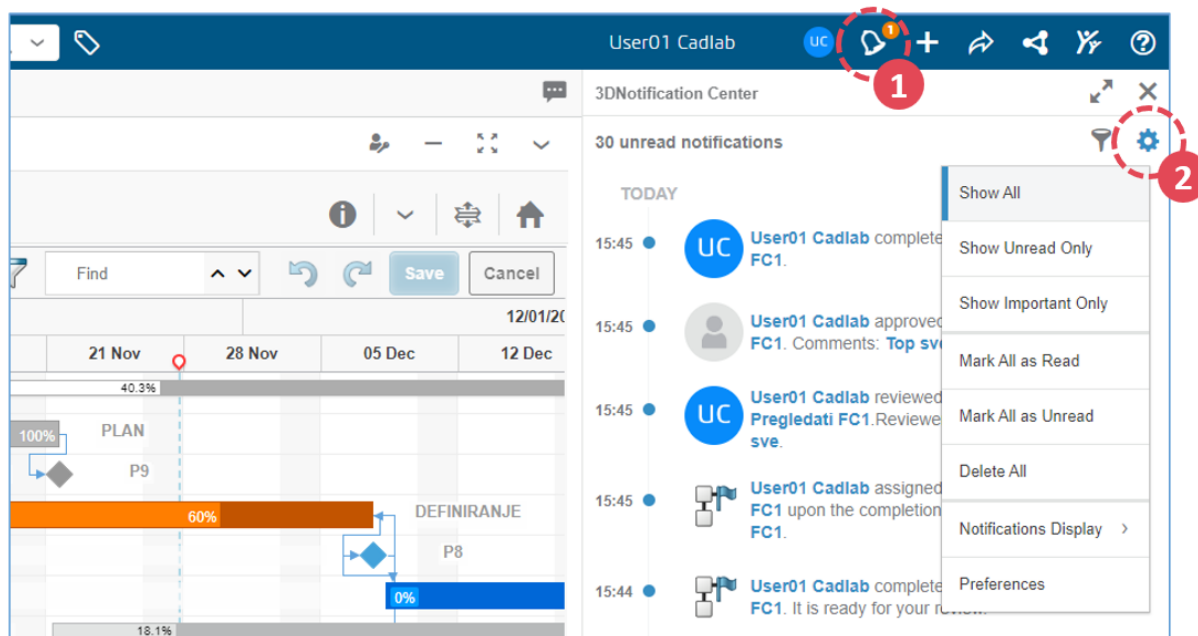 User01 Cadlab UC 1
1
3DNotification Center
30 unread notifications
2
TODAY
Show All
Show Unread Only
Show Important Only
Mark All as Read
Mark All as Unread
Delete All
Notifications Display
Preferences
15:45 UC User01 Cadlab complete
FC1.
15:45 User01 Cadlab approved
FC1. Comments: Top sv
15:45 UC User01 Cadlab reviewed
Pregledati FC1.Reviewe
sve.
15:45 User01 Cadlab assigned
FC1 upon the completion
FC1.
15:44 User01 Cadlab complete
FC1. It is ready for your review.
Find Save Cancel
12/01/20
21 Nov 28 Nov 05 Dec 12 Dec
40.3%
100% PLAN
P9
60% DEFINIRANJE
P8
0%
18.1%